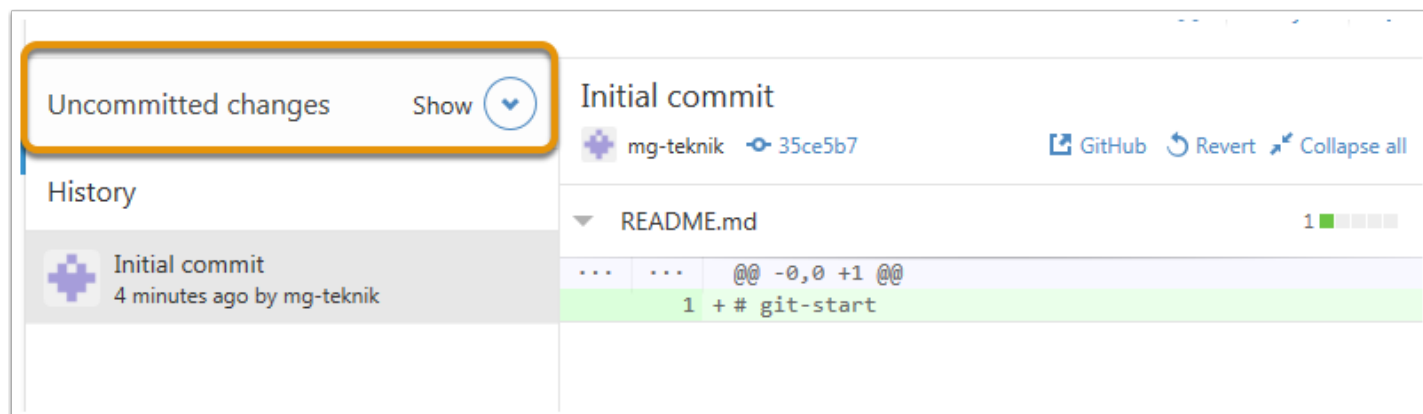 Uncommitted changes Show
History
Initial commit
4 minutes ago by mg-teknik
Initial commit
mg-teknik 35ce5b7 GitHub Revert Collapse all
README.md 1
... ... @@ -0,0 +1 @@
1 + # git-start